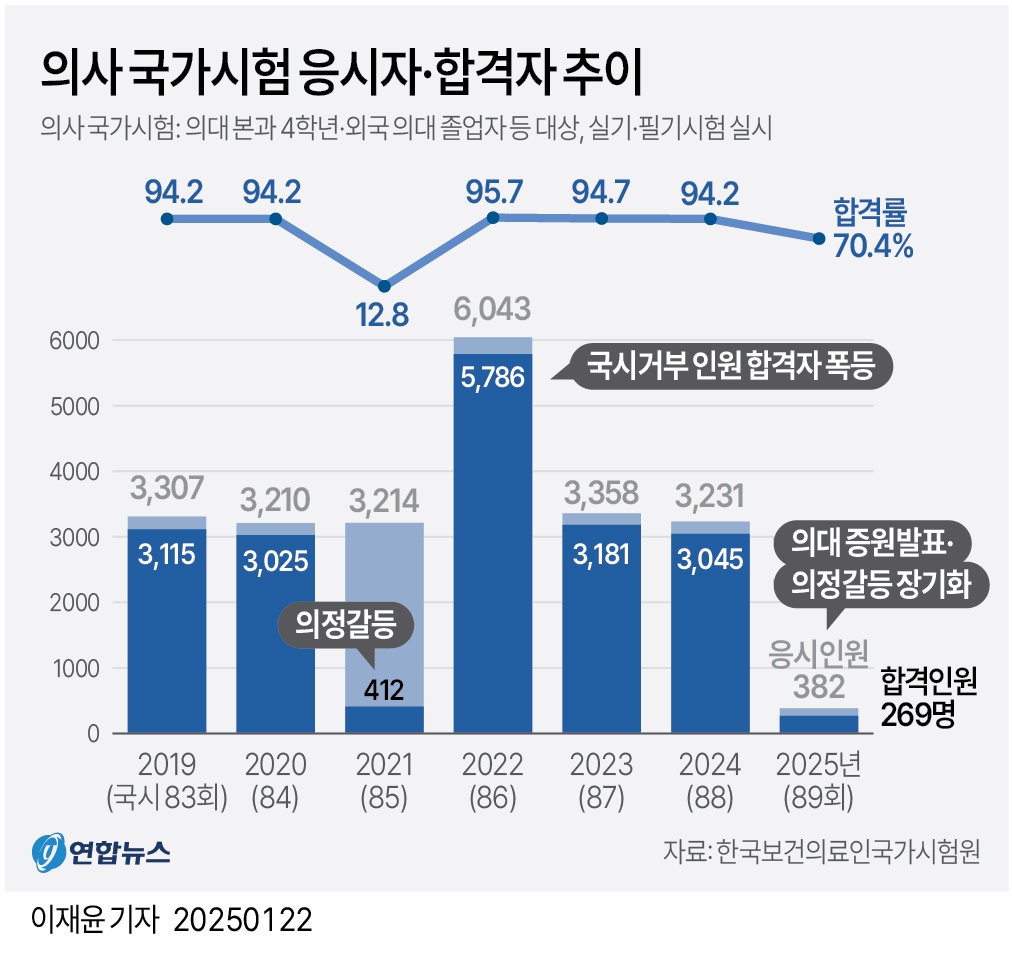 의사 국가시험 응시자·합격자 추이
의사 국가시험: 의대 본과 4학년·외국 의대 졸업자 등 대상, 실기·필기시험 실시
94.2
94.2
12.8
95.7
94.7
94.2
합격률
70.4%
6000
5000
4000
3000
2000
1000
0
3,307
3,115
3,210
3,025
3,214
의정갈등
412
6,043
5,786
국시거부 인원 합격자 폭등
3,358
3,181
3,231
3,045
의대 증원발표·
의정갈등 장기화
응시인원
382
합격인원
269명
2019
(국시 83회)
2020
(84)
2021
(85)
2022
(86)
2023
(87)
2024
(88)
2025년
(89회)
연합뉴스
자료: 한국보건의료인국가시험원
이재윤 기자 20250122